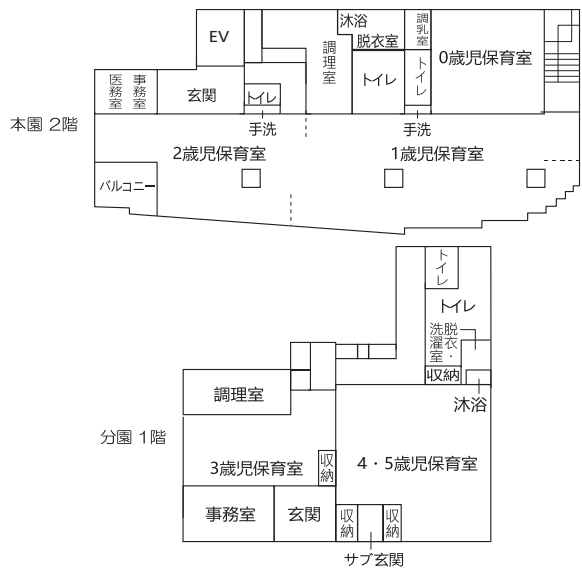 本園 2階
EV
医務室
事務室
玄関
トイレ
手洗
調理室
沐浴
脱衣室
トイレ
調乳室
トイレ
手洗
0歳児保育室
2歳児保育室
1歳児保育室
バルコニー
分園 1階
トイレ
トイレ
脱衣・
洗濯室
収納
沐浴
調理室
3歳児保育室
収納
4・5歳児保育室
事務室
玄関
収納
収納
サブ玄関